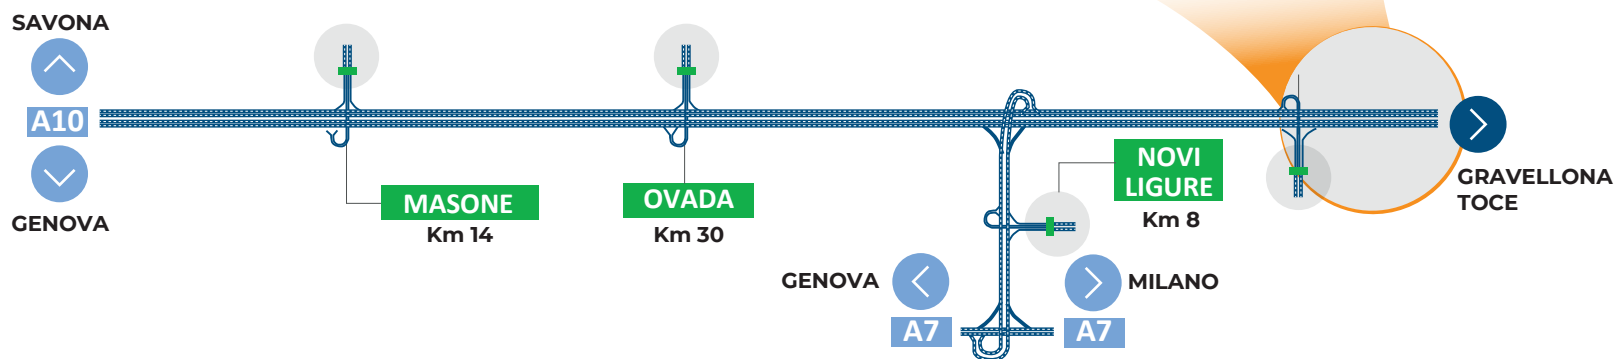 SAVONA
A10
GENOVA
MASONE
Km 14
OVADA
Km 30
NOVI
LIGURE
Km 8
GENOVA
A7
MILANO
A7
GRAVELLONA
TOCE